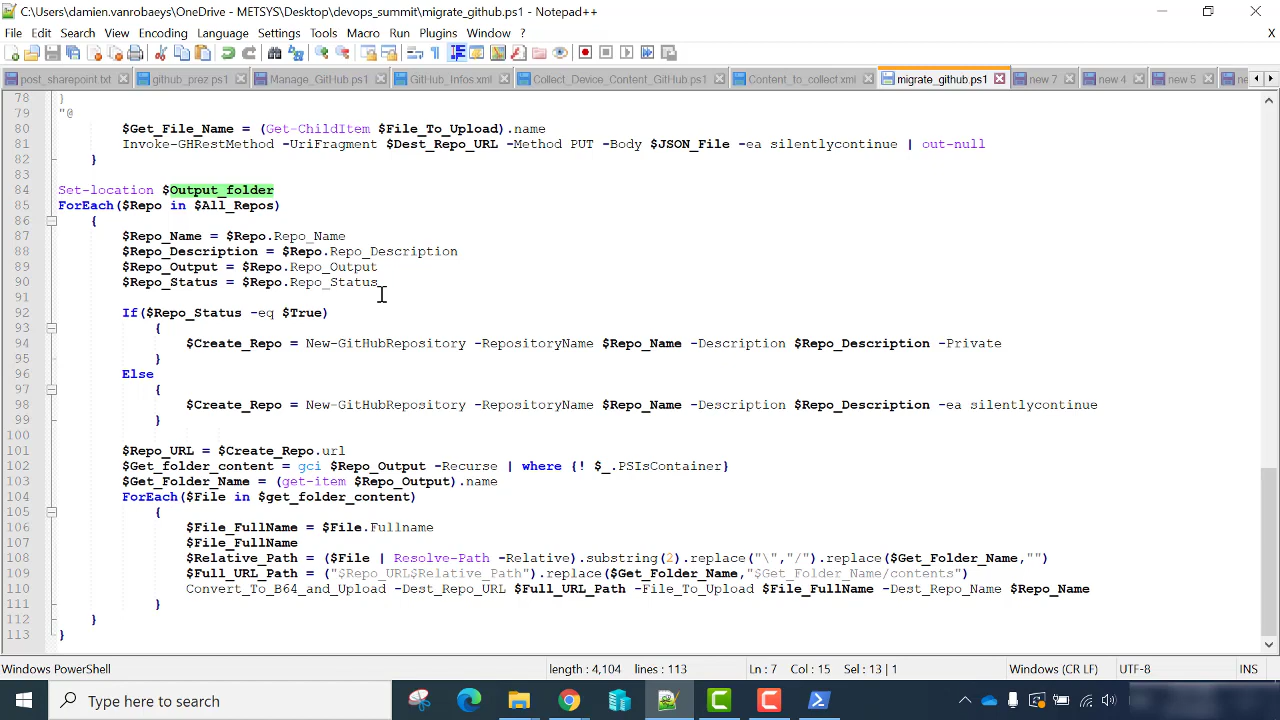 C:\Users\damien.vanrobaeys\OneDrive - METSYS\Desktop\devops_summit\migrate_github.ps1 - Notepad++
File Edit Search View Encoding Language Settings Tools Macro Run Plugins Window ? X
post_sharepoint.txt github_prez.ps1 Manage_GitHub.ps1 GitHub_Infos.xml Collect_Device_Content_GitHub.ps1 Content_to_collect.xml migrate_github.ps1 new 7 new 4 new 5
78 }
79 "@
80 $Get_File_Name = (Get-ChildItem $File_To_Upload).name
81 Invoke-GHRestMethod -UriFragment $Dest_Repo_URL -Method PUT -Body $JSON_File -ea silentlycontinue | out-null
82 }
83
84 Set-location $Output_folder
85 ForEach($Repo in $All_Repos)
86 {
87 $Repo_Name = $Repo.Repo_Name
88 $Repo_Description = $Repo.Repo_Description
89 $Repo_Output = $Repo.Repo_Output
90 $Repo_Status = $Repo.Repo_Status
91
92 If($Repo_Status -eq $True)
93 {
94 $Create_Repo = New-GitHubRepository -RepositoryName $Repo_Name -Description $Repo_Description -Private
95 }
96 Else
97 {
98 $Create_Repo = New-GitHubRepository -RepositoryName $Repo_Name -Description $Repo_Description -ea silentlycontinue
99 }
100
101 $Repo_URL = $Create_Repo.url
102 $Get_folder_content = gci $Repo_Output -Recurse | where {! $_.PSIsContainer}
103 $Get_Folder_Name = (get-item $Repo_Output).name
104 ForEach($File in $get_folder_content)
105 {
106 $File_FullName = $File.Fullname
107 $File_FullName
108 $Relative_Path = ($File | Resolve-Path -Relative).substring(2).replace("\","/").replace($Get_Folder_Name,"")
109 $Full_URL_Path = ("$Repo_URL$Relative_Path").replace($Get_Folder_Name,"$Get_Folder_Name/contents")
110 Convert_To_B64_and_Upload -Dest_Repo_URL $Full_URL_Path -File_To_Upload $File_FullName -Dest_Repo_Name $Repo_Name
111 }
112 }
113 }
Windows PowerShell length : 4,104 lines : 113 Ln : 7 Col : 15 Sel : 13 | 1 Windows (CR LF) UTF-8 INS
Type here to search